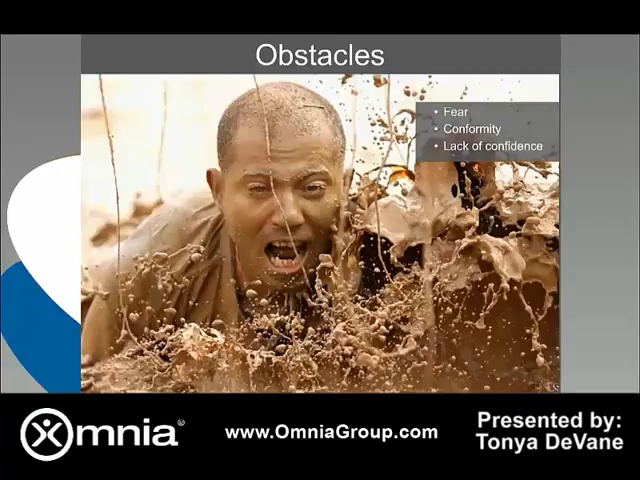 Obstacles
• Fear
• Conformity
• Lack of confidence
Omnia®
www.OmniaGroup.com
Presented by:
Tonya DeVane